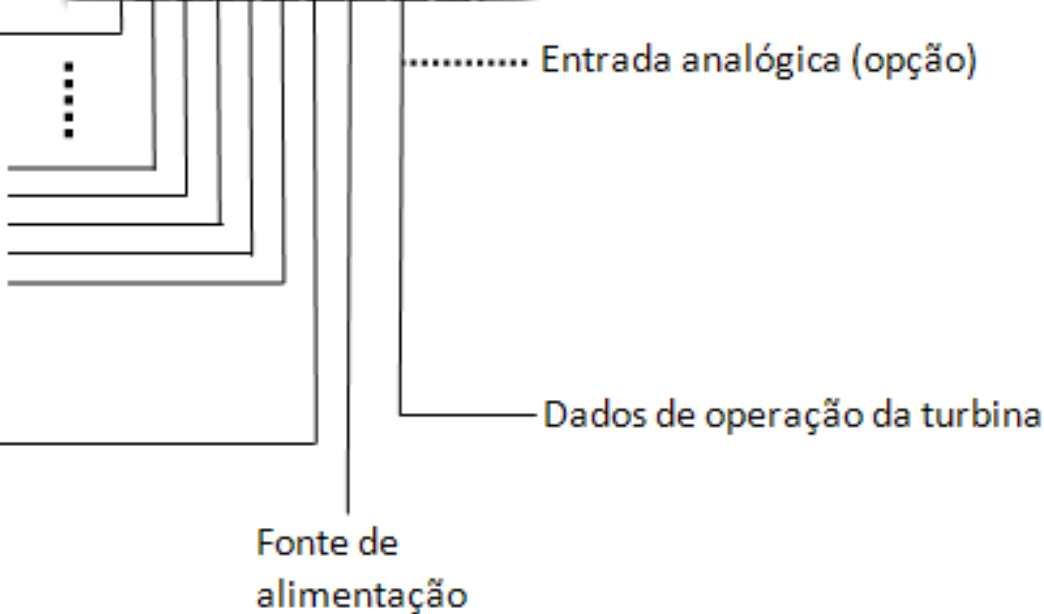 Entrada analógica (opção)
Dados de operação da turbina
Fonte de
alimentação